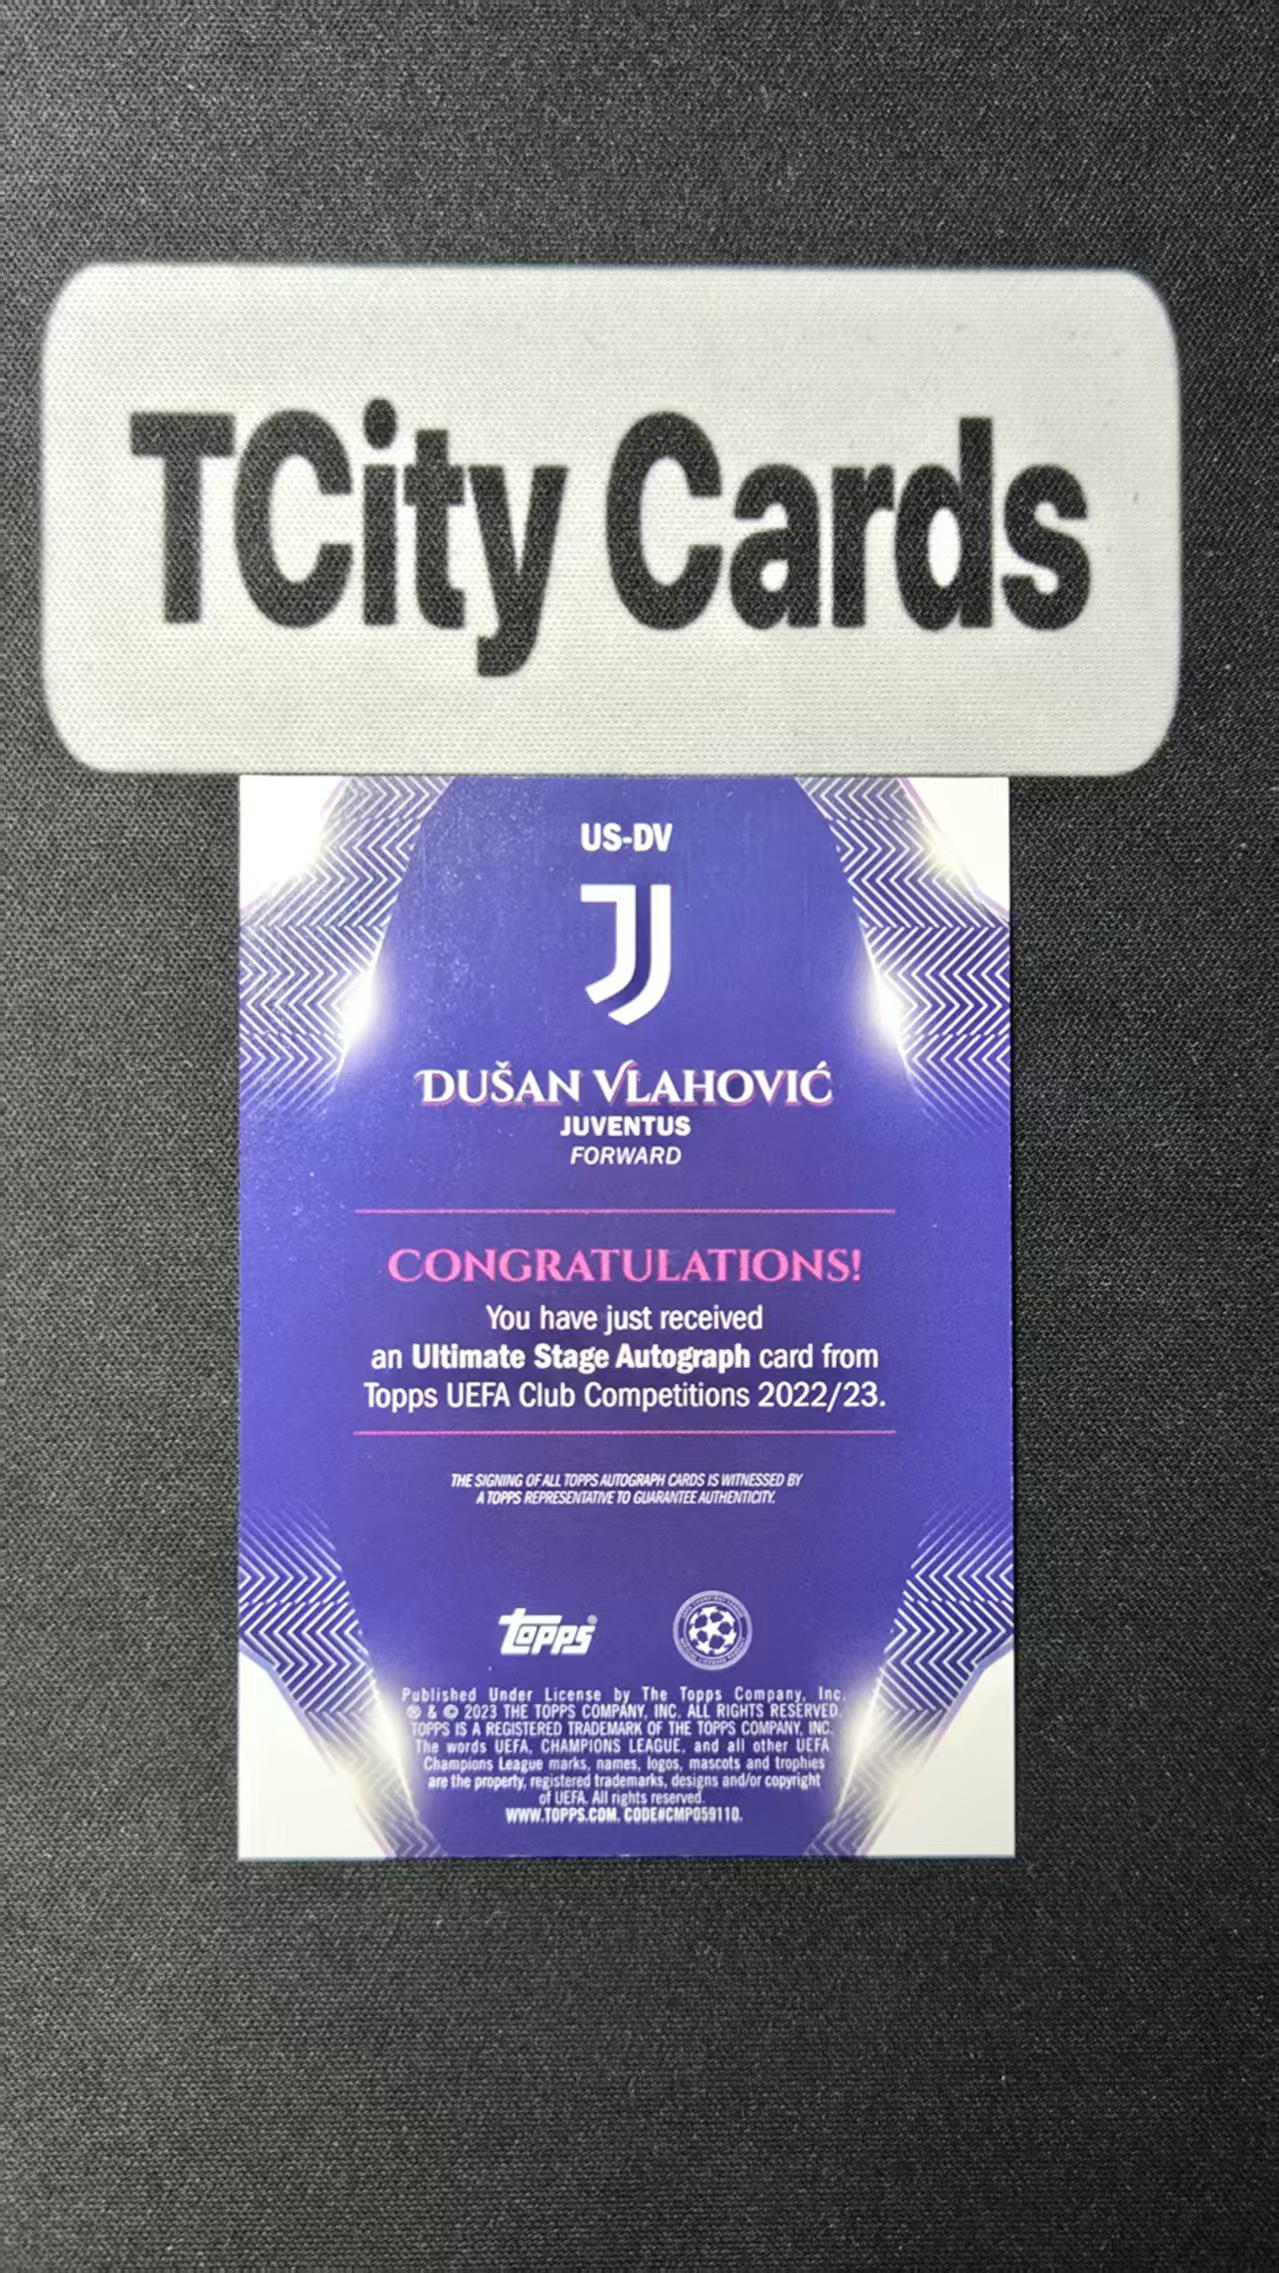 TCity Cards
US-DV
DUŠAN VLAHOVIĆ
JUVENTUS
FORWARD
CONGRATULATIONS!
You have just received
an Ultimate Stage Autograph card from
Topps UEFA Club Competitions 2022/23.
THE SIGNING OF ALL TOPPS AUTOGRAPH CARDS IS WITNESSED BY
A TOPPS REPRESENTATIVE TO GUARANTEE AUTHENTICITY.
topps®
Published Under License by The Topps Company, Inc.
® & © 2023 THE TOPPS COMPANY, INC. ALL RIGHTS RESERVED.
TOPPS IS A REGISTERED TRADEMARK OF THE TOPPS COMPANY, INC.
The words UEFA, CHAMPIONS LEAGUE, and all other UEFA
Champions League marks, names, logos, mascots and trophies
are the property, registered trademarks, designs and/or copyright
of UEFA. All rights reserved.
WWW.TOPPS.COM. CODE#CMP059110.